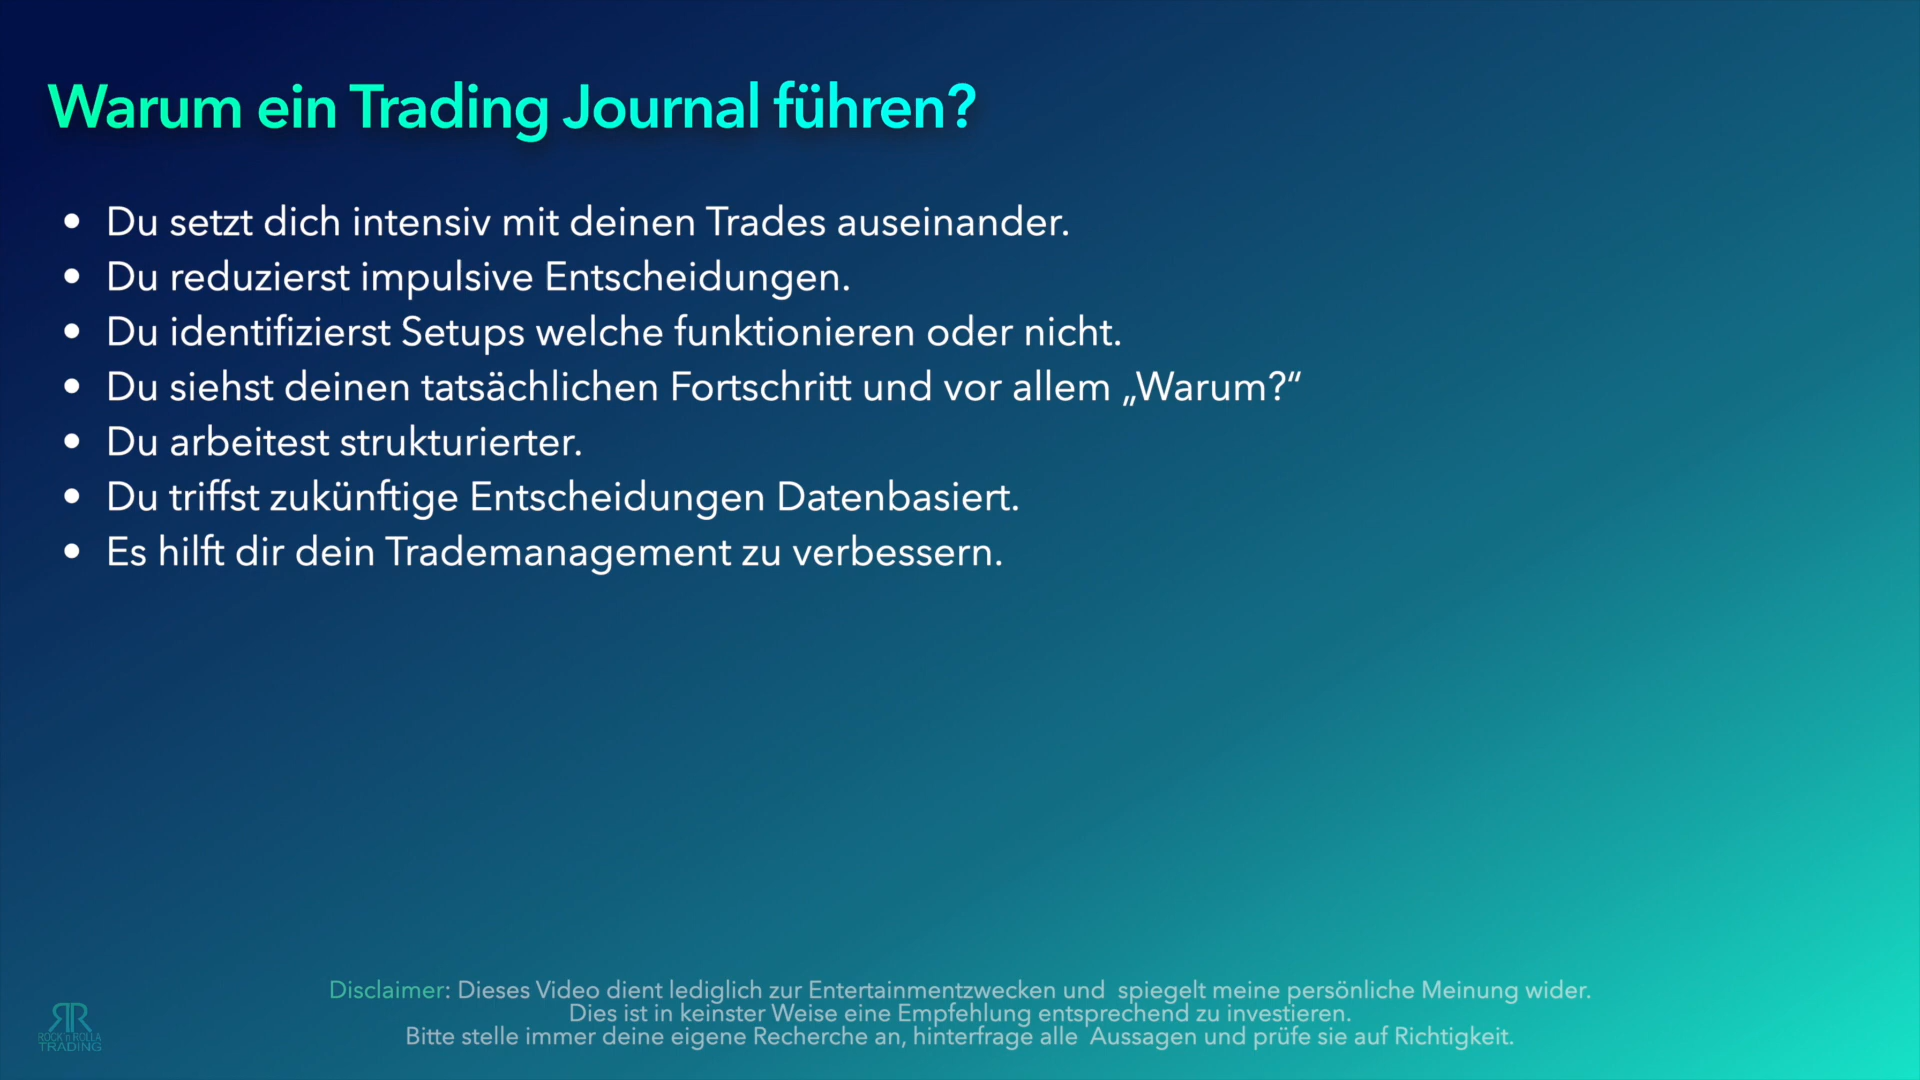 Warum ein Trading Journal führen?
• Du setzt dich intensiv mit deinen Trades auseinander.
• Du reduzierst impulsive Entscheidungen.
• Du identifizierst Setups welche funktionieren oder nicht.
• Du siehst deinen tatsächlichen Fortschritt und vor allem „Warum?“
• Du arbeitest strukturierter.
• Du triffst zukünftige Entscheidungen Datenbasiert.
• Es hilft dir dein Trademanagement zu verbessern.
Disclaimer: Dieses Video dient lediglich zur Entertainmentzwecken und  spiegelt meine persönliche Meinung wider.
Dies ist in keinster Weise eine Empfehlung entsprechend zu investieren.
Bitte stelle immer deine eigene Recherche an, hinterfrage alle  Aussagen und prüfe sie auf Richtigkeit.
RR
ROCK n ROLLA
TRADING